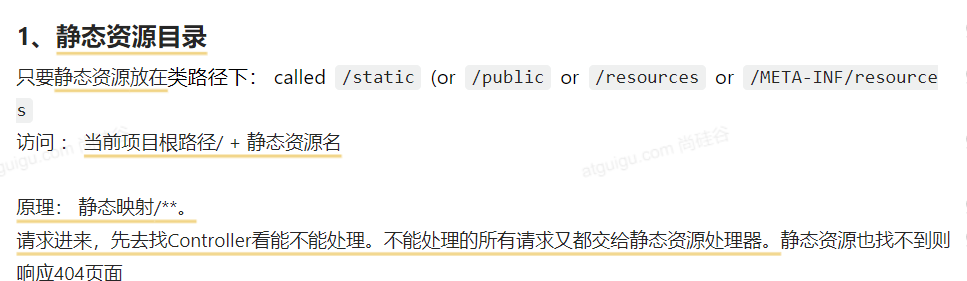 1、静态资源目录
只要静态资源放在类路径下： called /static (or /public or /resources or /META-INF/resource
s
访问 ： 当前项目根路径/ + 静态资源名
atguigu.com 尚硅谷
atguigu.com 尚硅谷
原理： 静态映射/**。
请求进来，先去找Controller看能不能处理。不能处理的所有请求又都交给静态资源处理器。静态资源也找不到则
响应404页面